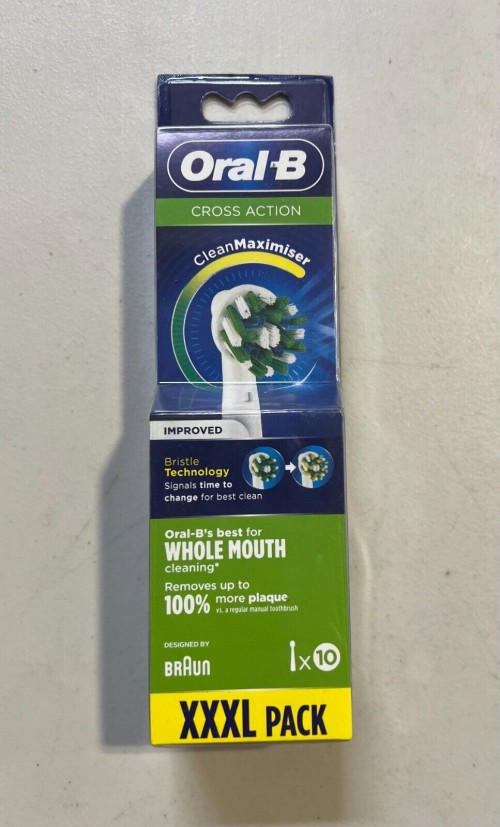 Oral-B
CROSS ACTION
CleanMaximiser
IMPROVED
Bristle
Technology
Signals time to
change for best clean
Oral-B's best for
WHOLE MOUTH
cleaning*
Removes up to
100% more plaque
vs. a regular manual toothbrush
DESIGNED BY
BRAUN
x10
XXXL PACK